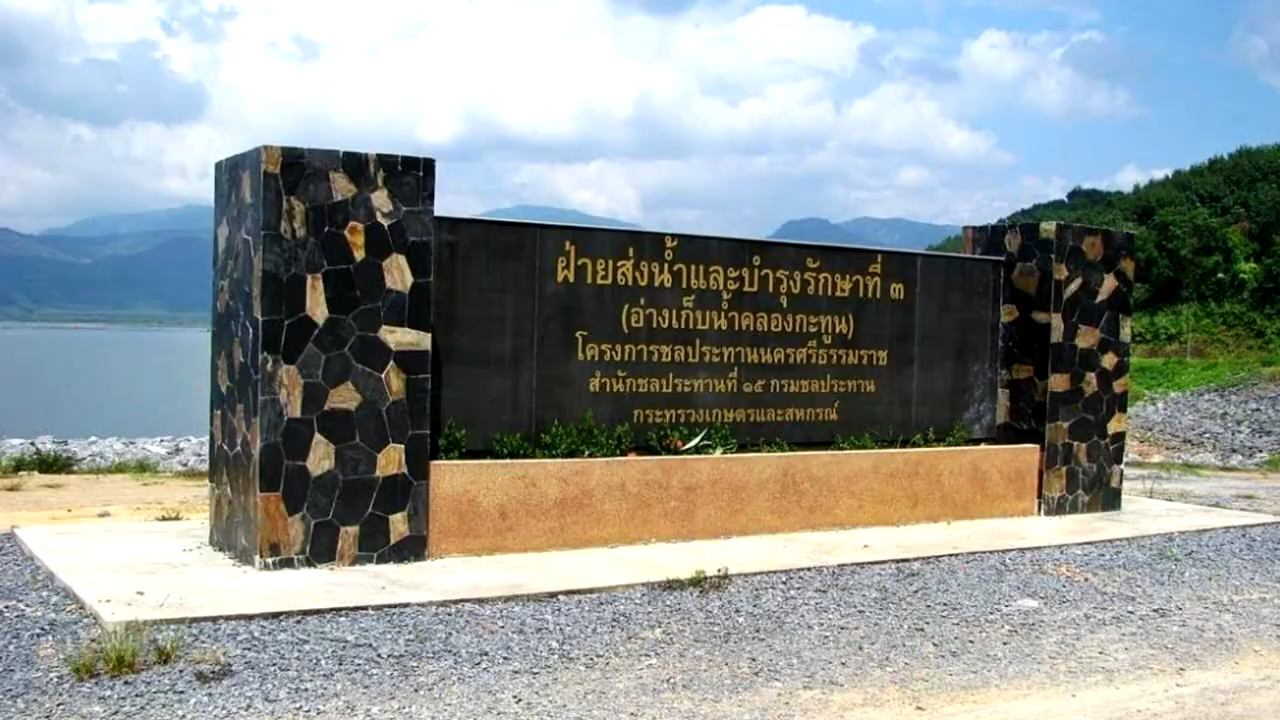 ฝ่ายส่งน้ำและบำรุงรักษาที่ ๓
(อ่างเก็บน้ำคลองกะทูน)
โครงการชลประทานนครศรีธรรมราช
สำนักชลประทานที่ ๑๕ กรมชลประทาน
กระทรวงเกษตรและสหกรณ์